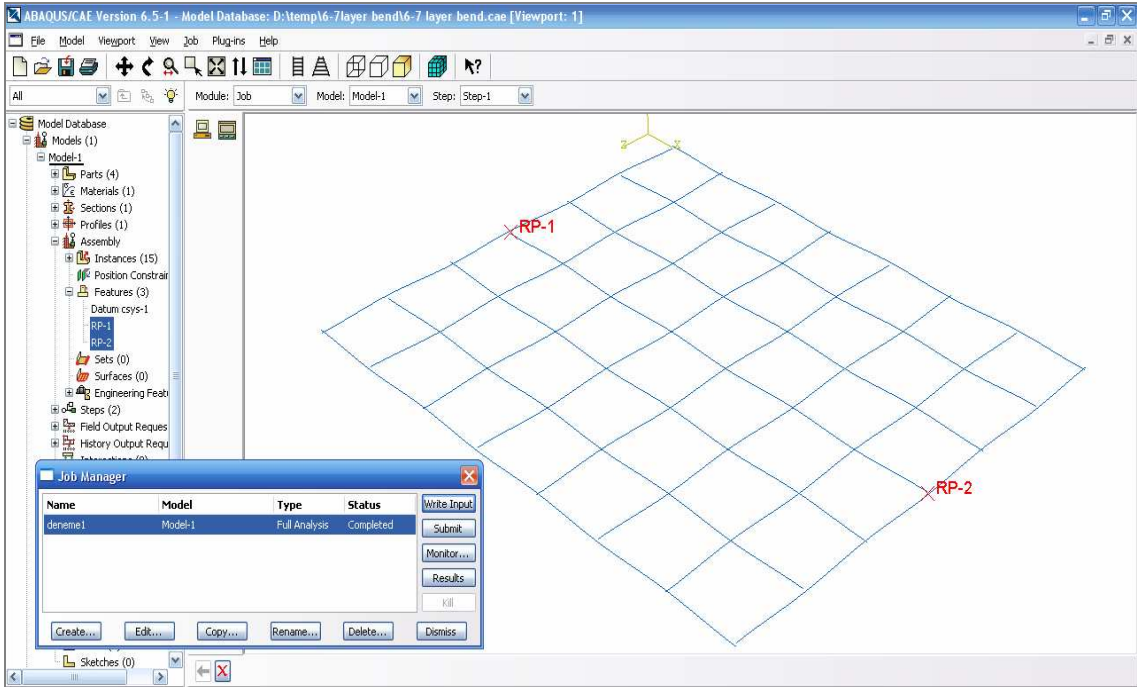 ABAQUS/CAE Version 6.5-1 - Model Database: D:\temp\6-7layer bend\6-7 layer bend.cae [Viewport: 1]
File Model Viewport View Job Plug-ins Help
All Module: Job Model: Model-1 Step: Step-1
Model Database
Models (1)
Model-1
Parts (4)
Materials (1)
Sections (1)
Profiles (1)
Assembly
Instances (15)
Position Constrair
Features (3)
Datum csys-1
RP-1
RP-2
Sets (0)
Surfaces (0)
Engineering Featu
Steps (2)
Field Output Reques
History Output Requ
Z X
RP-1
RP-2
Job Manager
Name Model Type Status
deneme1 Model-1 Full Analysis Completed
Write Input
Submit
Monitor...
Results
Kill
Create... Edit... Copy... Rename... Delete... Dismiss
Sketches (0)